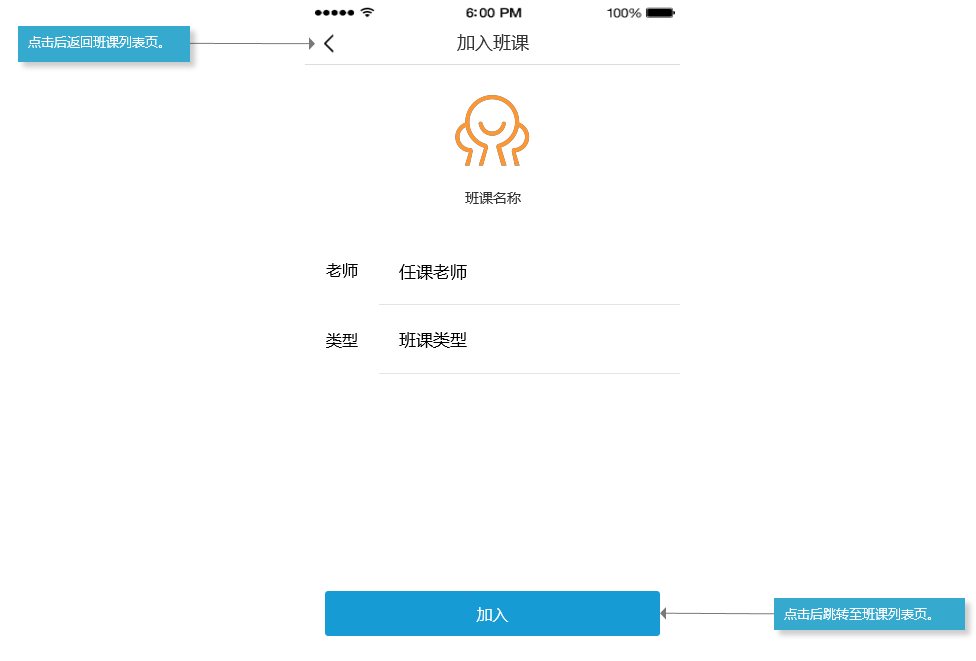 6:00 PM
100%
点击后返回班课列表页。
加入班课
班课名称
老师
任课老师
类型
班课类型
加入
点击后跳转至班课列表页。